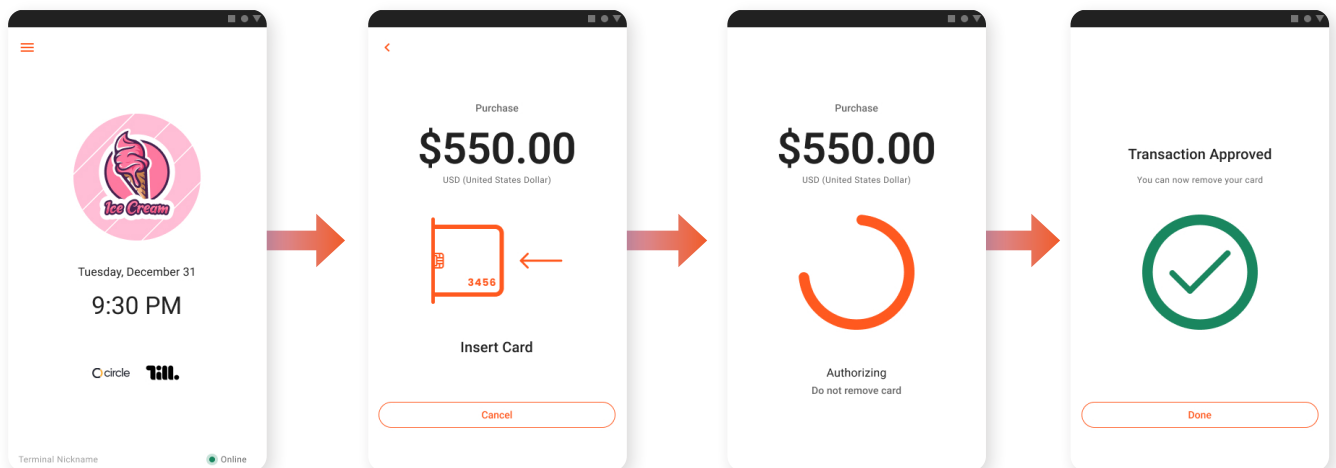 Ice Cream
Tuesday, December 31
9:30 PM
circle Till.
Terminal Nickname
Online
Purchase
$550.00
USD (United States Dollar)
3456
Insert Card
Cancel
Purchase
$550.00
USD (United States Dollar)
Authorizing
Do not remove card
Transaction Approved
You can now remove your card
Done